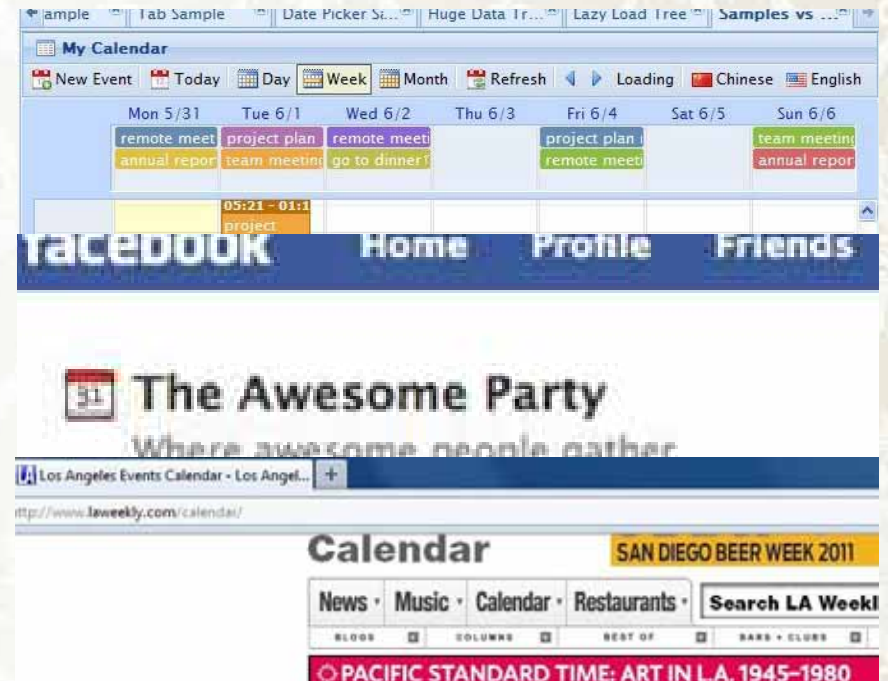 ample Tab Sample Date Picker Si... Huge Data Tr... Lazy Load Tree Samples vs ...
My Calendar
New Event Today Day Week Month Refresh Loading Chinese English
Mon 5/31 Tue 6/1 Wed 6/2 Thu 6/3 Fri 6/4 Sat 6/5 Sun 6/6
remote meet project plan remote meeti project plan team meeting
annual repor team meeting go to dinner remote meeti annual repor
05:21 - 01:1
project
facebook Home Profile Friends
31 The Awesome Party
Where awesome people gather
Los Angeles Events Calendar - Los Angel... +
ttp://www.laweekly.com/calendar/
Calendar SAN DIEGO BEER WEEK 2011
News Music Calendar Restaurants Search LA Weekl
BLOGS COLUMNS BEST OF BARS + CLUBS
PACIFIC STANDARD TIME: ART IN L.A. 1945–1980